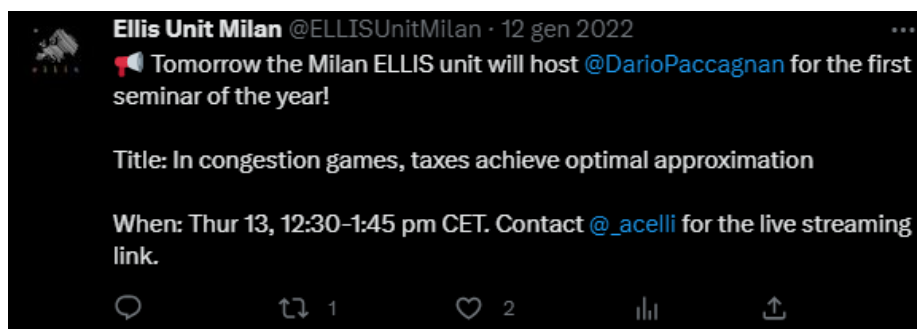 Ellis Unit Milan @ELLISUnitMilan · 12 gen 2022
Tomorrow the Milan ELLIS unit will host @DarioPaccagnan for the first
seminar of the year!
Title: In congestion games, taxes achieve optimal approximation
When: Thur 13, 12:30-1:45 pm CET. Contact @_acelli for the live streaming
link.
1 2